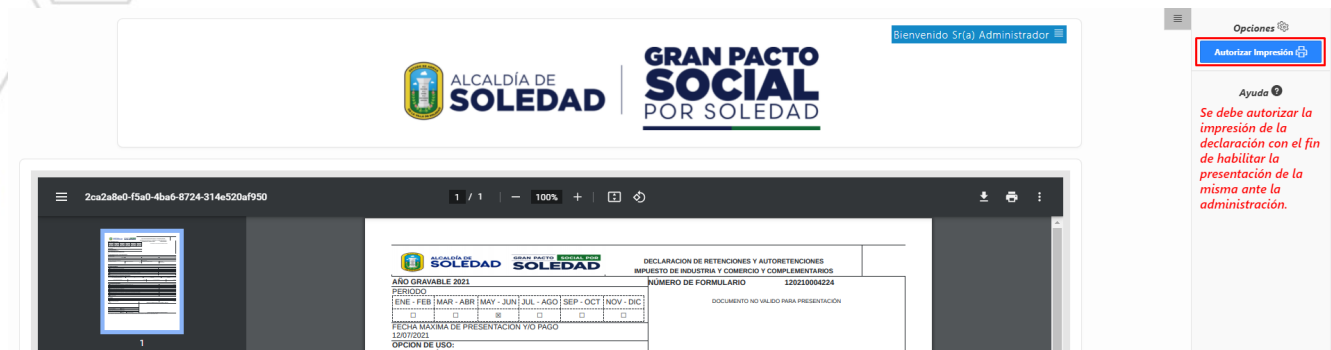 Bienvenido Sr(a) Administrador
ALCALDÍA DE
SOLEDAD
GRAN PACTO
SOCIAL
POR SOLEDAD
Opciones
Autorizar Impresión
Ayuda
Se debe autorizar la
impresión de la
declaración con el fin
de habilitar la
presentación de la
misma ante la
administración.
2ca2a8e0-f5a0-4ba6-8724-314e520af950
1 / 1
100%
1
ALCALDÍA DE
SOLEDAD
GRAN PACTO SOCIAL POR
SOLEDAD
DECLARACION DE RETENCIONES Y AUTORETENCIONES
IMPUESTO DE INDUSTRIA Y COMERCIO Y COMPLEMENTARIOS
AÑO GRAVABLE 2021
NÚMERO DE FORMULARIO 120210004224
PERIODO
ENE - FEB MAR - ABR MAY - JUN JUL - AGO SEP - OCT NOV - DIC
DOCUMENTO NO VALIDO PARA PRESENTACIÓN
FECHA MAXIMA DE PRESENTACION Y/O PAGO
12/07/2021
OPCION DE USO: